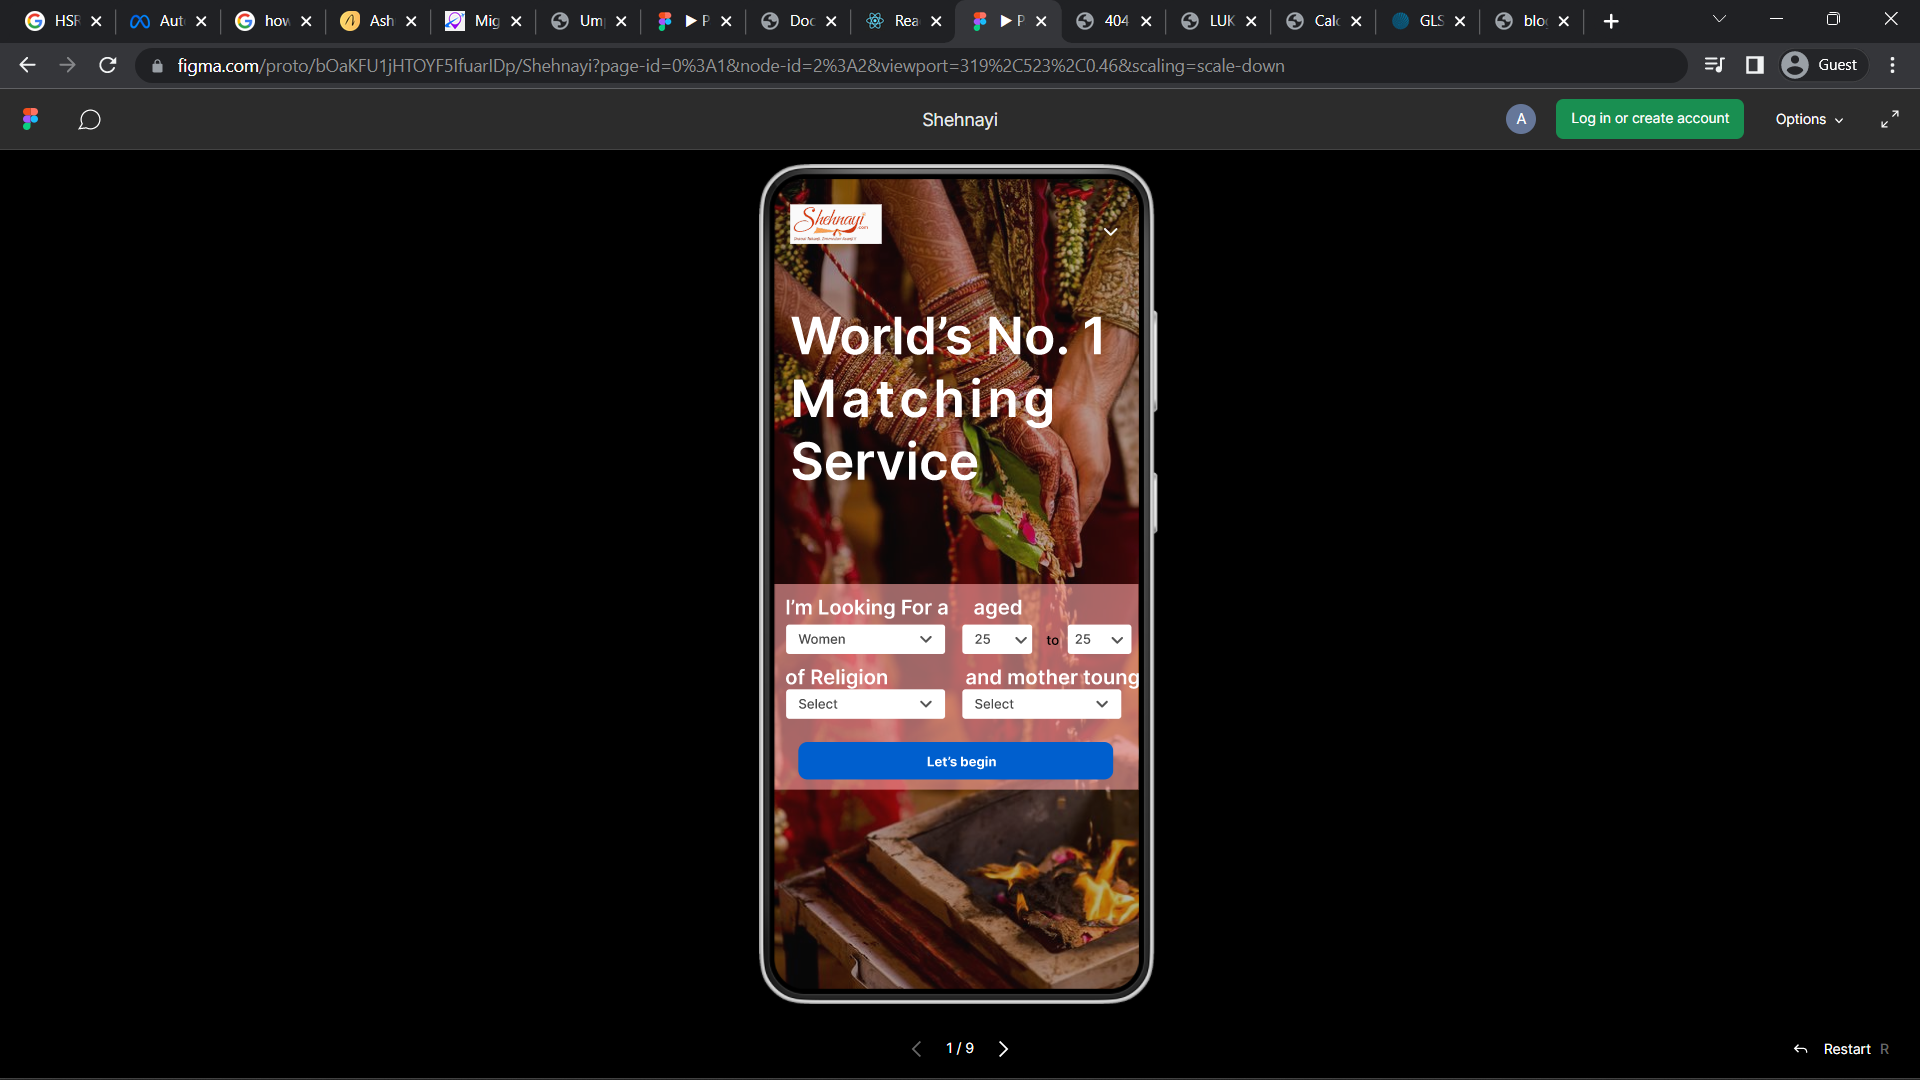 HSR
Aut
how
Ash
Mig
Um
P
Doc
Rea
P
404
LUK
Calc
GLS
blo
figma.com/proto/bOaKFU1jHTOYF5IfuarIDp/Shehnayi?page-id=0%3A1&node-id=2%3A2&viewport=319%2C523%2C0.46&scaling=scale-down
Guest
Shehnayi
A
Log in or create account
Options
Shehnayi
.com
World's No. 1
Matching
Service
I'm Looking For a aged
Women 25 to 25
of Religion and mother toung
Select Select
Let's begin
1 / 9
Restart R